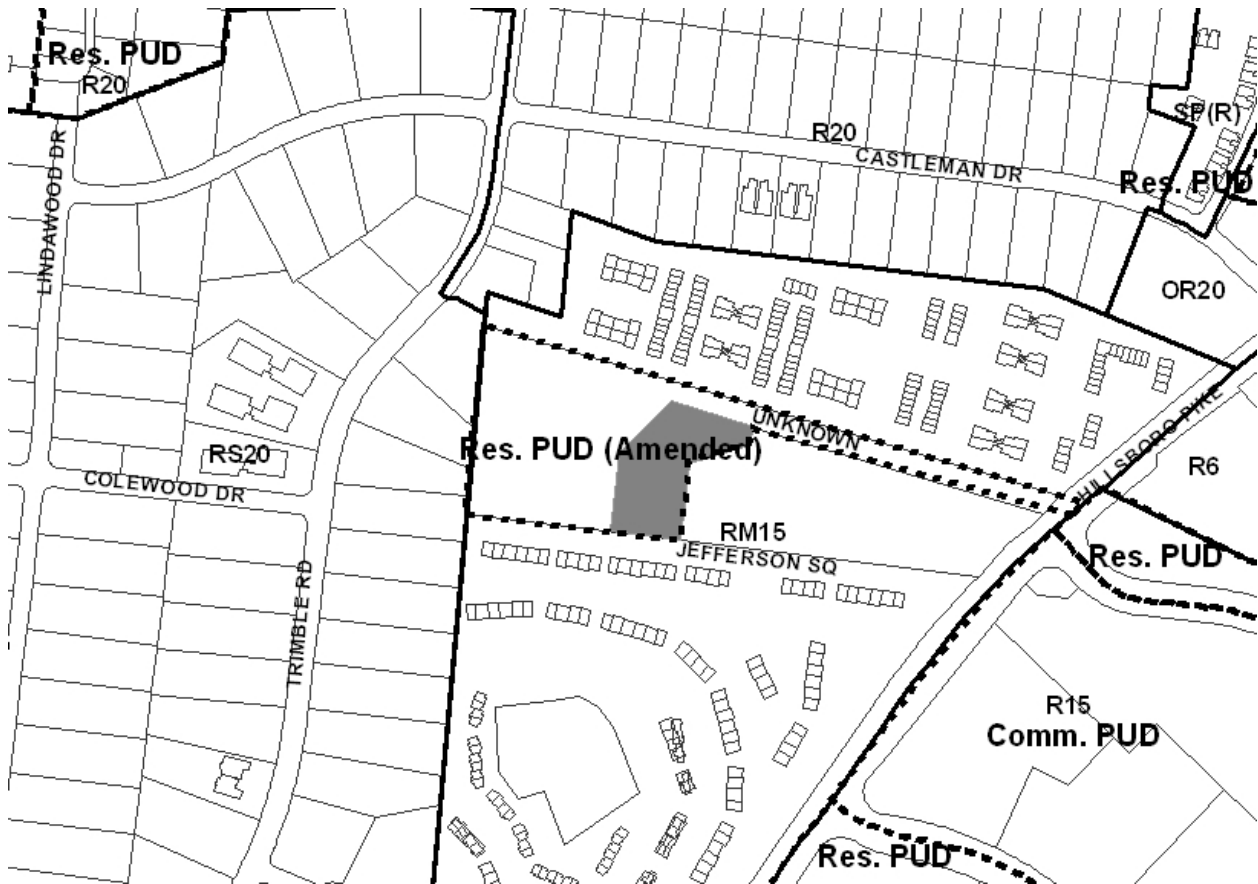 Res. PUD
R20
SP(R)
R20
CASTLEMAN DR
Res. PUD
LINDAWOOD DR
OR20
UNKNOWN
HILLSBORO PIKE
Res. PUD (Amended)
RS20
R6
COLEWOOD DR
RM15
JEFFERSON SQ
Res. PUD
TRIMBLE RD
R15
Comm. PUD
Res. PUD